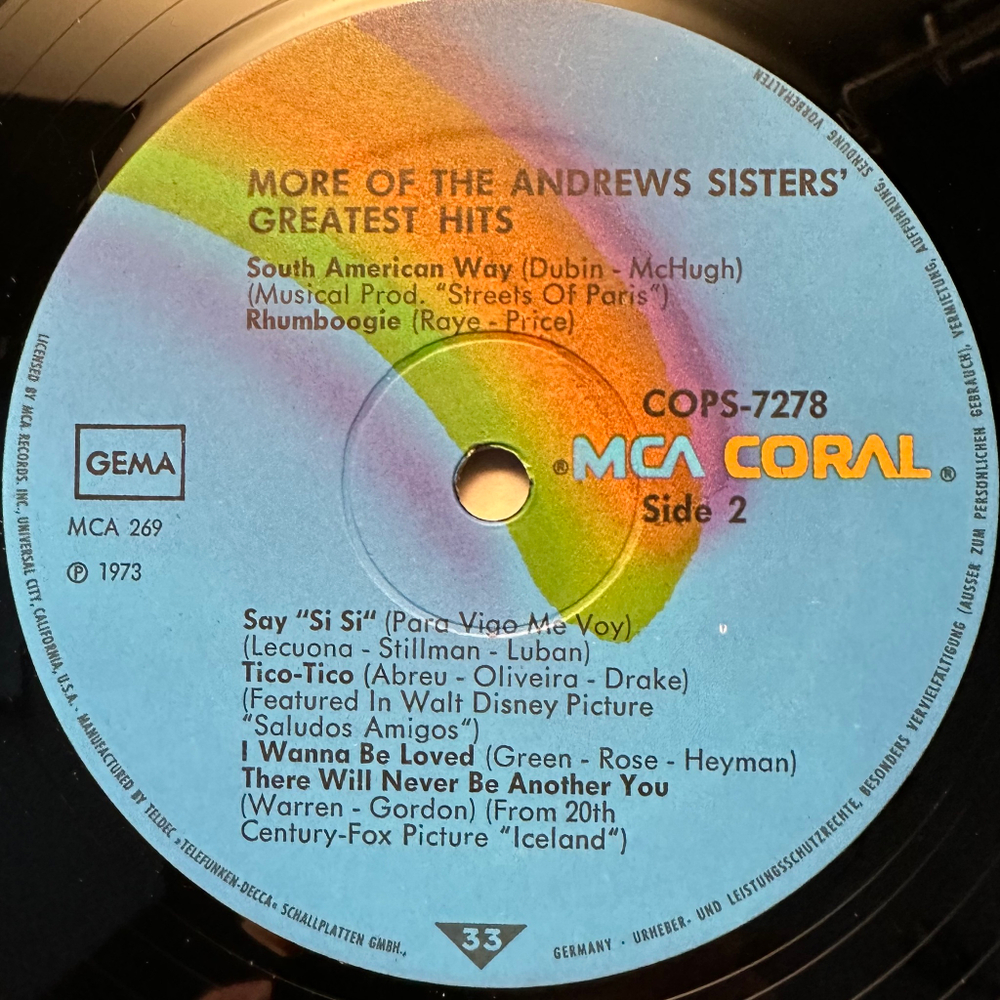 MORE OF THE ANDREWS SISTERS'
GREATEST HITS
South American Way (Dubin - McHugh)
(Musical Prod. "Streets Of Paris“)
Rhumboogie (Raye - Price)
COPS-7278
® MCA CORAL ®
Side 2
GEMA
MCA 269
℗ 1973
Say "Si Si“ (Para Vigo Me Voy)
(Lecuona - Stillman - Luban)
Tico-Tico (Abreu - Oliveira - Drake)
(Featured In Walt Disney Picture
"Saludos Amigos“)
I Wanna Be Loved (Green - Rose - Heyman)
There Will Never Be Another You
(Warren - Gordon) (From 20th
Century-Fox Picture "Iceland“)
33
LICENSED BY MCA RECORDS, INC., UNIVERSAL CITY, CALIFORNIA, U.S.A. · MANUFACTURED BY TELDEC »TELEFUNKEN-DECCA« SCHALLPLATTEN GMBH.,
GERMANY · URHEBER- UND LEISTUNGSSCHUTZRECHTE, BESONDERS VERVIELFÄLTIGUNG (AUSSER ZUM PERSÖNLICHEN GEBRAUCH), VERMIETUNG, AUFFÜHRUNG, SENDUNG VORBEHALTEN